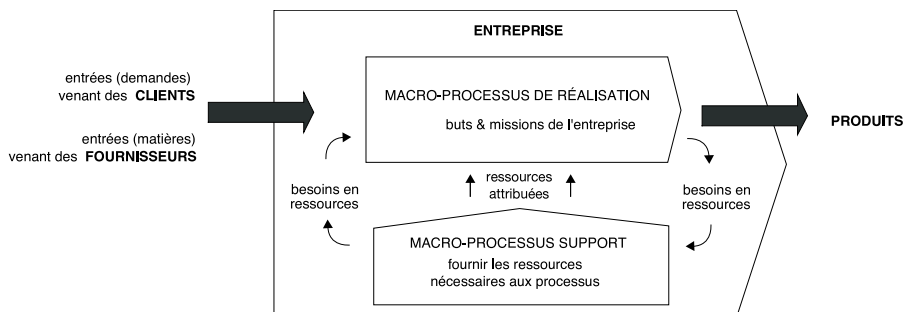 ENTREPRISE
entrées (demandes)
venant des CLIENTS
entrées (matières)
venant des FOURNISSEURS
MACRO-PROCESSUS DE RÉALISATION
buts & missions de l'entreprise
PRODUITS
besoins en
ressources
ressources
attribuées
besoins en
ressources
MACRO-PROCESSUS SUPPORT
fournir les ressources
nécessaires aux processus